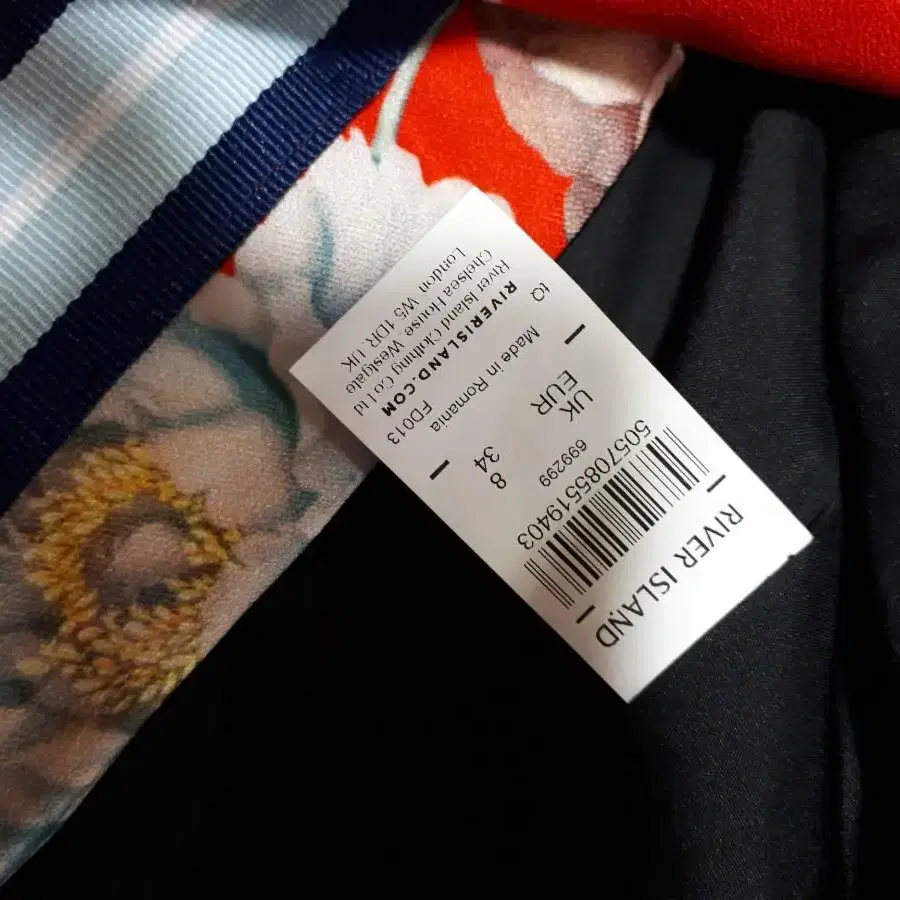 RIVER ISLAND
5057085519403
699299
UK 8
EUR 34
Made in Romania FD013
tQ
RIVERISLAND.COM
River Island Clothing Co Ltd
Chelsea House, Westgate
London W5 1DR. UK